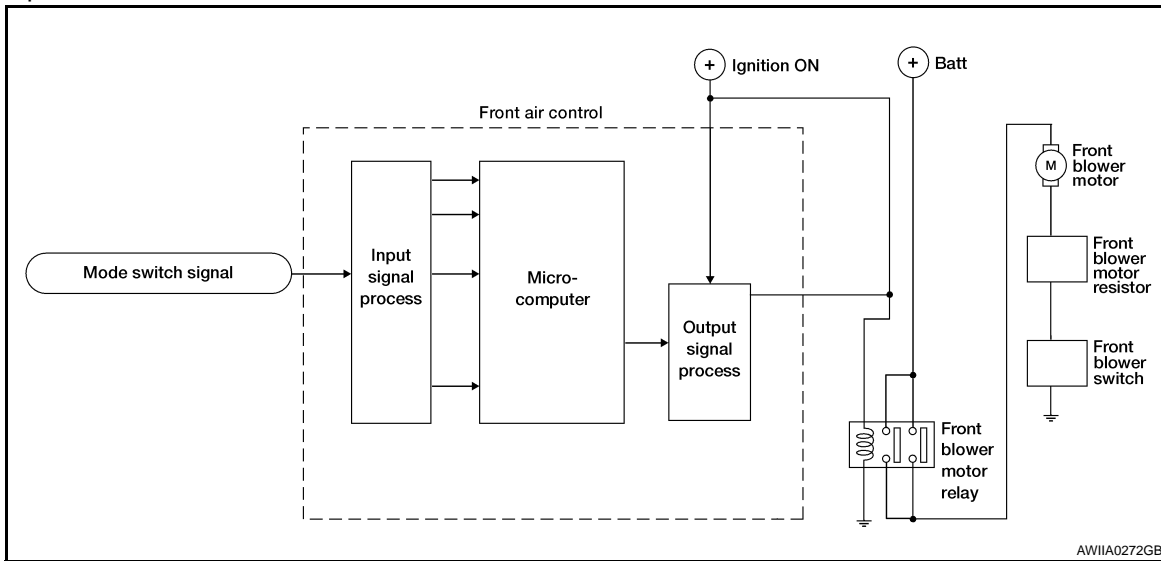 Ignition ON
Batt
Front air control
Front
blower
motor
M
Mode switch signal
Input
signal
process
Micro-
computer
Output
signal
process
Front
blower
motor
resistor
Front
blower
switch
Front
blower
motor
relay
AWIIA0272GB